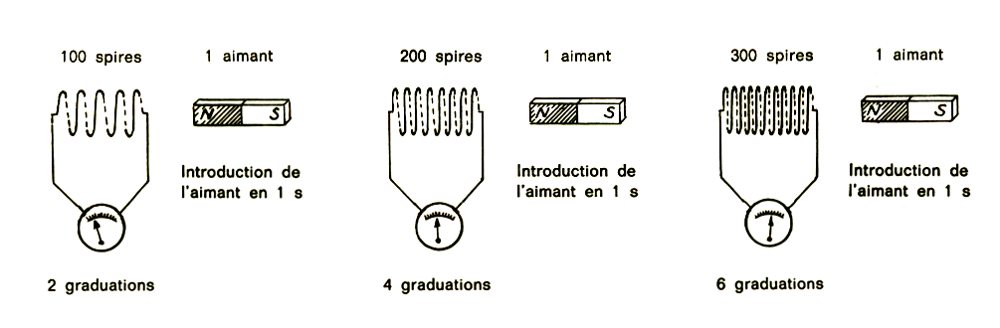 100 spires
1 aimant
N S
Introduction de
l'aimant en 1 s
2 graduations
200 spires
1 aimant
N S
Introduction de
l'aimant en 1 s
4 graduations
300 spires
1 aimant
N S
Introduction de
l'aimant en 1 s
6 graduations